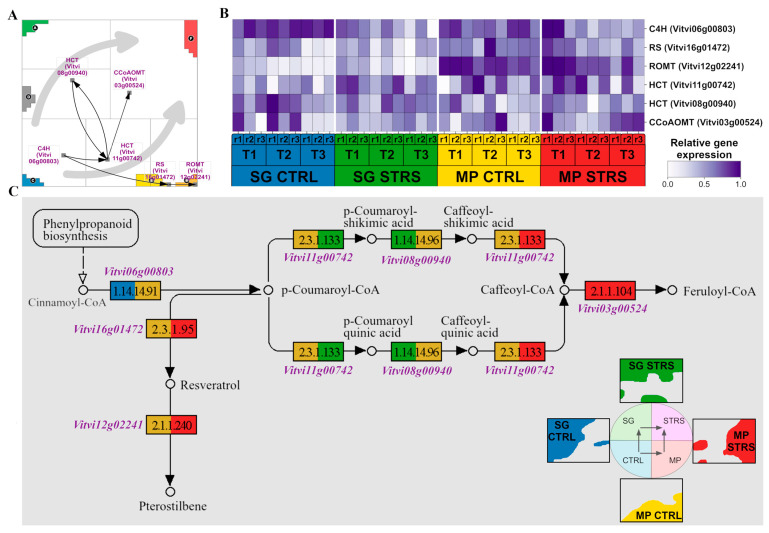 A
HCT
(Vitvi
08g00940)
CCoAOMT
(Vitvi
03g00524)
C4H
(Vitvi
06g00803)
HCT
(Vitvi
11g00742)
RS
(Vitvi
16g01472)
ROMT
(Vitvi
12g02241)
B
C4H (Vitvi06g00803)
RS (Vitvi16g01472)
ROMT (Vitvi12g02241)
HCT (Vitvi11g00742)
HCT (Vitvi08g00940)
CCoAOMT (Vitvi03g00524)
r1 r2 r3 r1 r2 r3 r1 r2 r3 r1 r2 r3 r1 r2 r3 r1 r2 r3 r1 r2 r3 r1 r2 r3 r1 r2 r3 r1 r2 r3 r1 r2 r3 r1 r2 r3
T1 T2 T3 T1 T2 T3 T1 T2 T3 T1 T2 T3
SG CTRL SG STRS MP CTRL MP STRS
Relative gene
expression
0.0 0.5 1.0
C
Phenylpropanoid
biosynthesis
Cinnamoyl-CoA
Vitvi06g00803
1.14.14.91
p-Coumaroyl-CoA
Vitvi16g01472
2.3.1.95
Resveratrol
Vitvi12g02241
2.1.1.240
Pterostilbene
p-Coumaroyl-
shikimic acid
Caffeoyl-
shikimic acid
2.3.1.133
1.14.14.96
2.3.1.133
Vitvi11g00742
Vitvi08g00940
Vitvi11g00742
p-Coumaroyl
quinic acid
Caffeoyl-
quinic acid
2.3.1.133
1.14.14.96
2.3.1.133
Vitvi11g00742
Vitvi08g00940
Vitvi11g00742
Caffeoyl-CoA
2.1.1.104
Vitvi03g00524
Feruloyl-CoA
SG STRS
SG
CTRL
SG
STRS
CTRL
MP
MP
STRS
MP CTRL